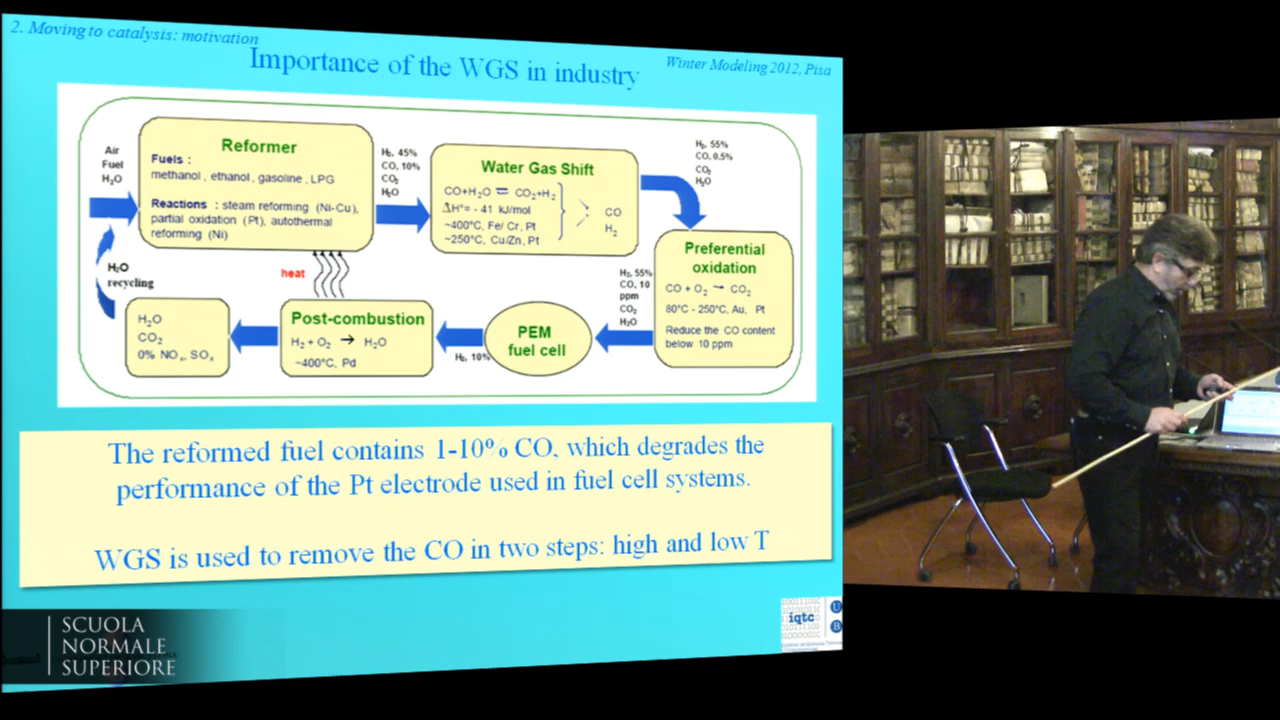 2. Moving to catalysis: motivation
Importance of the WGS in industry
Winter Modeling 2012, Pisa
Air
Fuel
H₂O
Reformer
Fuels :
methanol , ethanol , gasoline , LPG
Reactions : steam reforming (Ni-Cu),
partial oxidation (Pt), autothermal
reforming (Ni)
H₂, 45%
CO, 10%
CO₂
H₂O
Water Gas Shift
CO+H₂O = CO₂+H₂
ΔH°= - 41 kJ/mol
~400°C, Fe/ Cr, Pt
~250°C, Cu/Zn, Pt
CO
H₂
H₂, 55%
CO, 0.5%
CO₂
H₂O
Preferential
oxidation
CO + O₂ → CO₂
80°C - 250°C, Au, Pt
Reduce the CO content
below 10 ppm
H₂, 55%
CO, 10
ppm
CO₂
H₂O
PEM
fuel cell
H₂, 10%
Post-combustion
H₂ + O₂ → H₂O
~400°C, Pd
heat
H₂O
CO₂
0% NOₓ, SOₓ
H₂O
recycling
The reformed fuel contains 1-10% CO, which degrades the
performance of the Pt electrode used in fuel cell systems.
WGS is used to remove the CO in two steps: high and low T
iqtc
U
B
SCUOLA
NORMALE
SUPERIORE